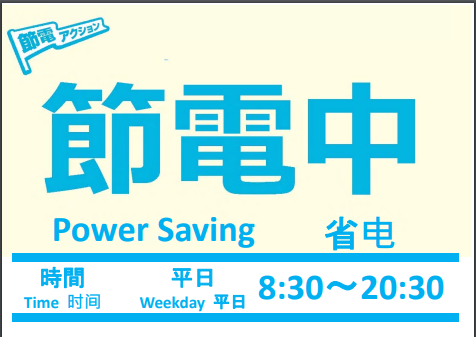 節電アクション
節電中
Power Saving 省电
時間 平日 8:30～20:30
Time 时间 Weekday 平日